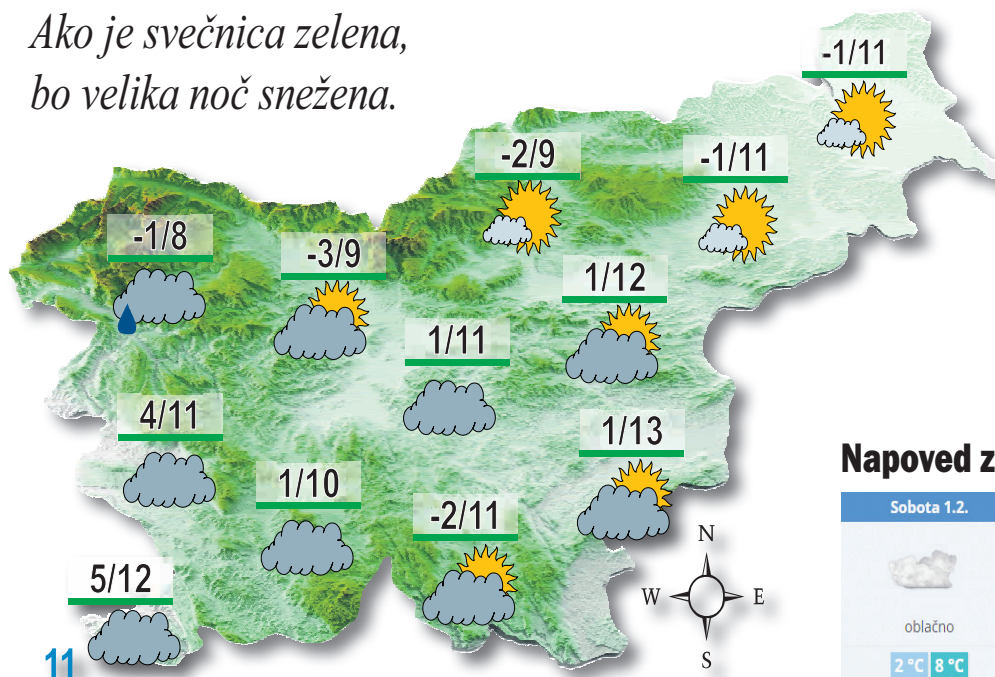 Ako je svečnica zelena,
bo velika noč snežena.
-1/11
-2/9
-1/11
-1/8
-3/9
1/12
1/11
4/11
1/13
1/10
-2/11
5/12
N
W
E
S
11
Napoved z
Sobota 1.2.
oblačno
2 °C 8 °C